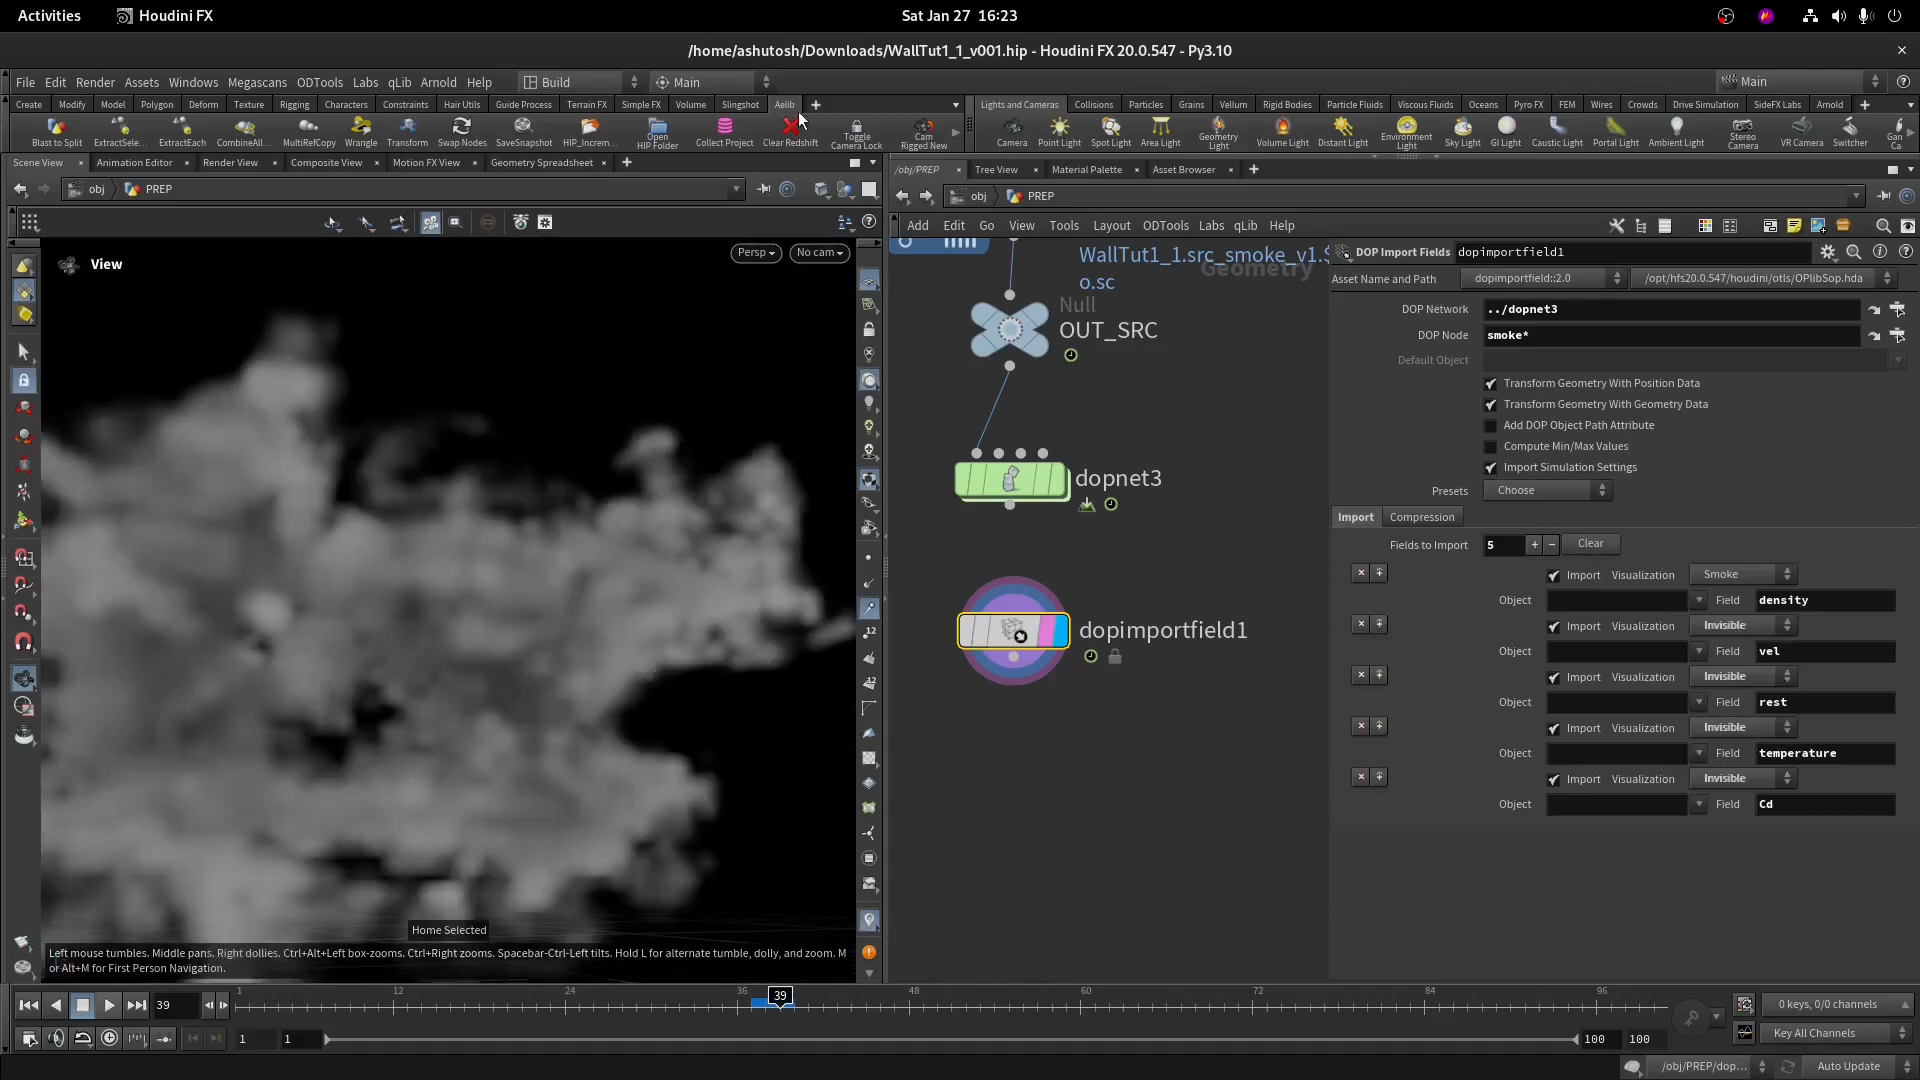 Activities Houdini FX Sat Jan 27 16:23
/home/ashutosh/Downloads/WallTut1_1_v001.hip - Houdini FX 20.0.547 - Py3.10
File Edit Render Assets Windows Megascans ODTools Labs qLib Arnold Help Build Main Main
Create Modify Model Polygon Deform Texture Rigging Characters Constraints Hair Utils Guide Process Terrain FX Simple FX Volume Slingshot Aelib
Lights and Cameras Collisions Particles Grains Vellum Rigid Bodies Particle Fluids Viscous Fluids Oceans Pyro FX FEM Wires Crowds Drive Simulation SideFX Labs Arnold
Blast to Split ExtractSele... ExtractEach CombineAll... MultiRefCopy Wrangle Transform Swap Nodes SaveSnapshot HIP_Increm... Open HIP Folder Collect Project Clear Redshift Toggle Camera Lock Cam Rigged New
Camera Point Light Spot Light Area Light Geometry Light Volume Light Distant Light Environment Light Sky Light GI Light Caustic Light Portal Light Ambient Light Stereo Camera VR Camera Switcher Gan Ca
Scene View Animation Editor Render View Composite View Motion FX View Geometry Spreadsheet
/obj/PREP Tree View Material Palette Asset Browser
obj PREP
obj PREP
Add Edit Go View Tools Layout ODTools Labs qLib Help
View
Persp No cam
12
12
Home Selected
Left mouse tumbles. Middle pans. Right dollies. Ctrl+Alt+Left box-zooms. Ctrl+Right zooms. Spacebar-Ctrl-Left tilts. Hold L for alternate tumble, dolly, and zoom. M
or Alt+M for First Person Navigation.
WallTut1_1.src_smoke_v1.$
o.sc
Geometry
Null
OUT_SRC
dopnet3
dopimportfield1
DOP Import Fields dopimportfield1
Asset Name and Path dopimportfield::2.0 /opt/hfs20.0.547/houdini/otls/OPlibSop.hda
DOP Network ../dopnet3
DOP Node smoke*
Default Object
Transform Geometry With Position Data
Transform Geometry With Geometry Data
Add DOP Object Path Attribute
Compute Min/Max Values
Import Simulation Settings
Presets Choose
Import Compression
Fields to Import 5 Clear
Import Visualization Smoke
Object Field density
Import Visualization Invisible
Object Field vel
Import Visualization Invisible
Object Field rest
Import Visualization Invisible
Object Field temperature
Import Visualization Invisible
Object Field Cd
39 1 12 24 36 39 48 60 72 84 96
0 keys, 0/0 channels
1 1 100 100
Key All Channels
/obj/PREP/dop... Auto Update